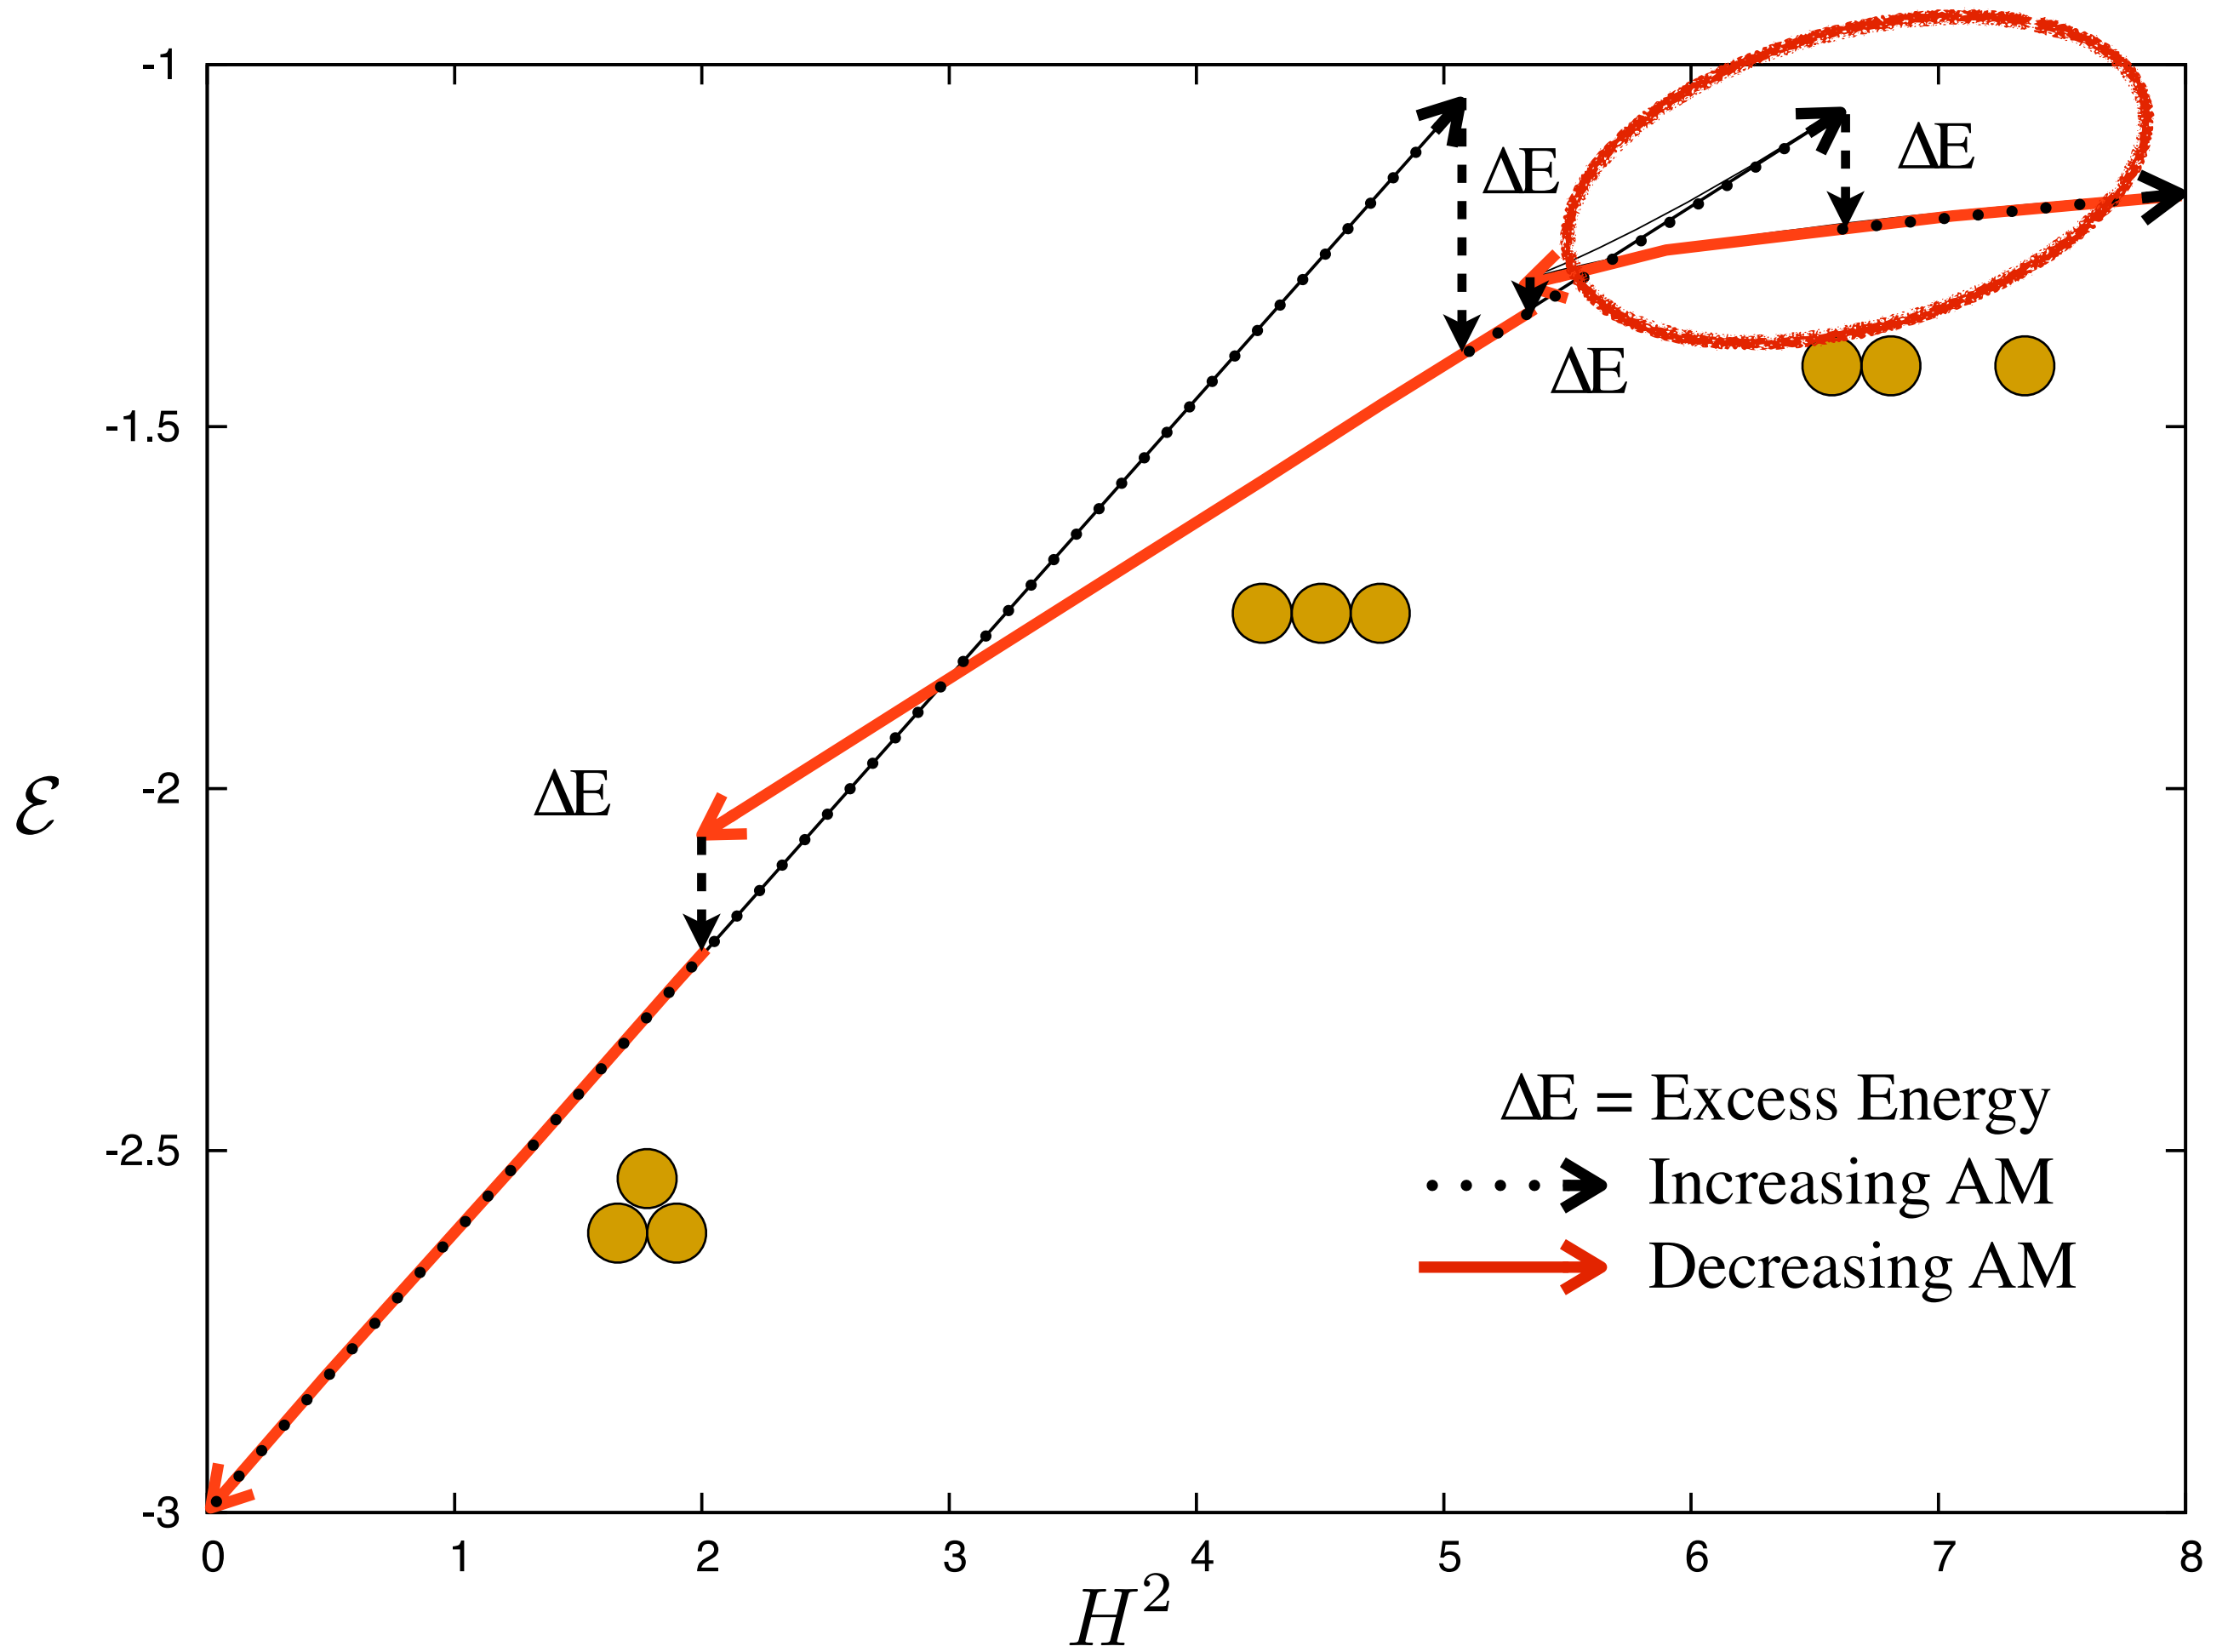 -1
ΔE
ΔE
ΔE
-1.5
ΔE
-2
ℰ
-2.5
ΔE = Excess Energy
Increasing AM
Decreasing AM
-3
0 1 2 3 4 5 6 7 8
H²